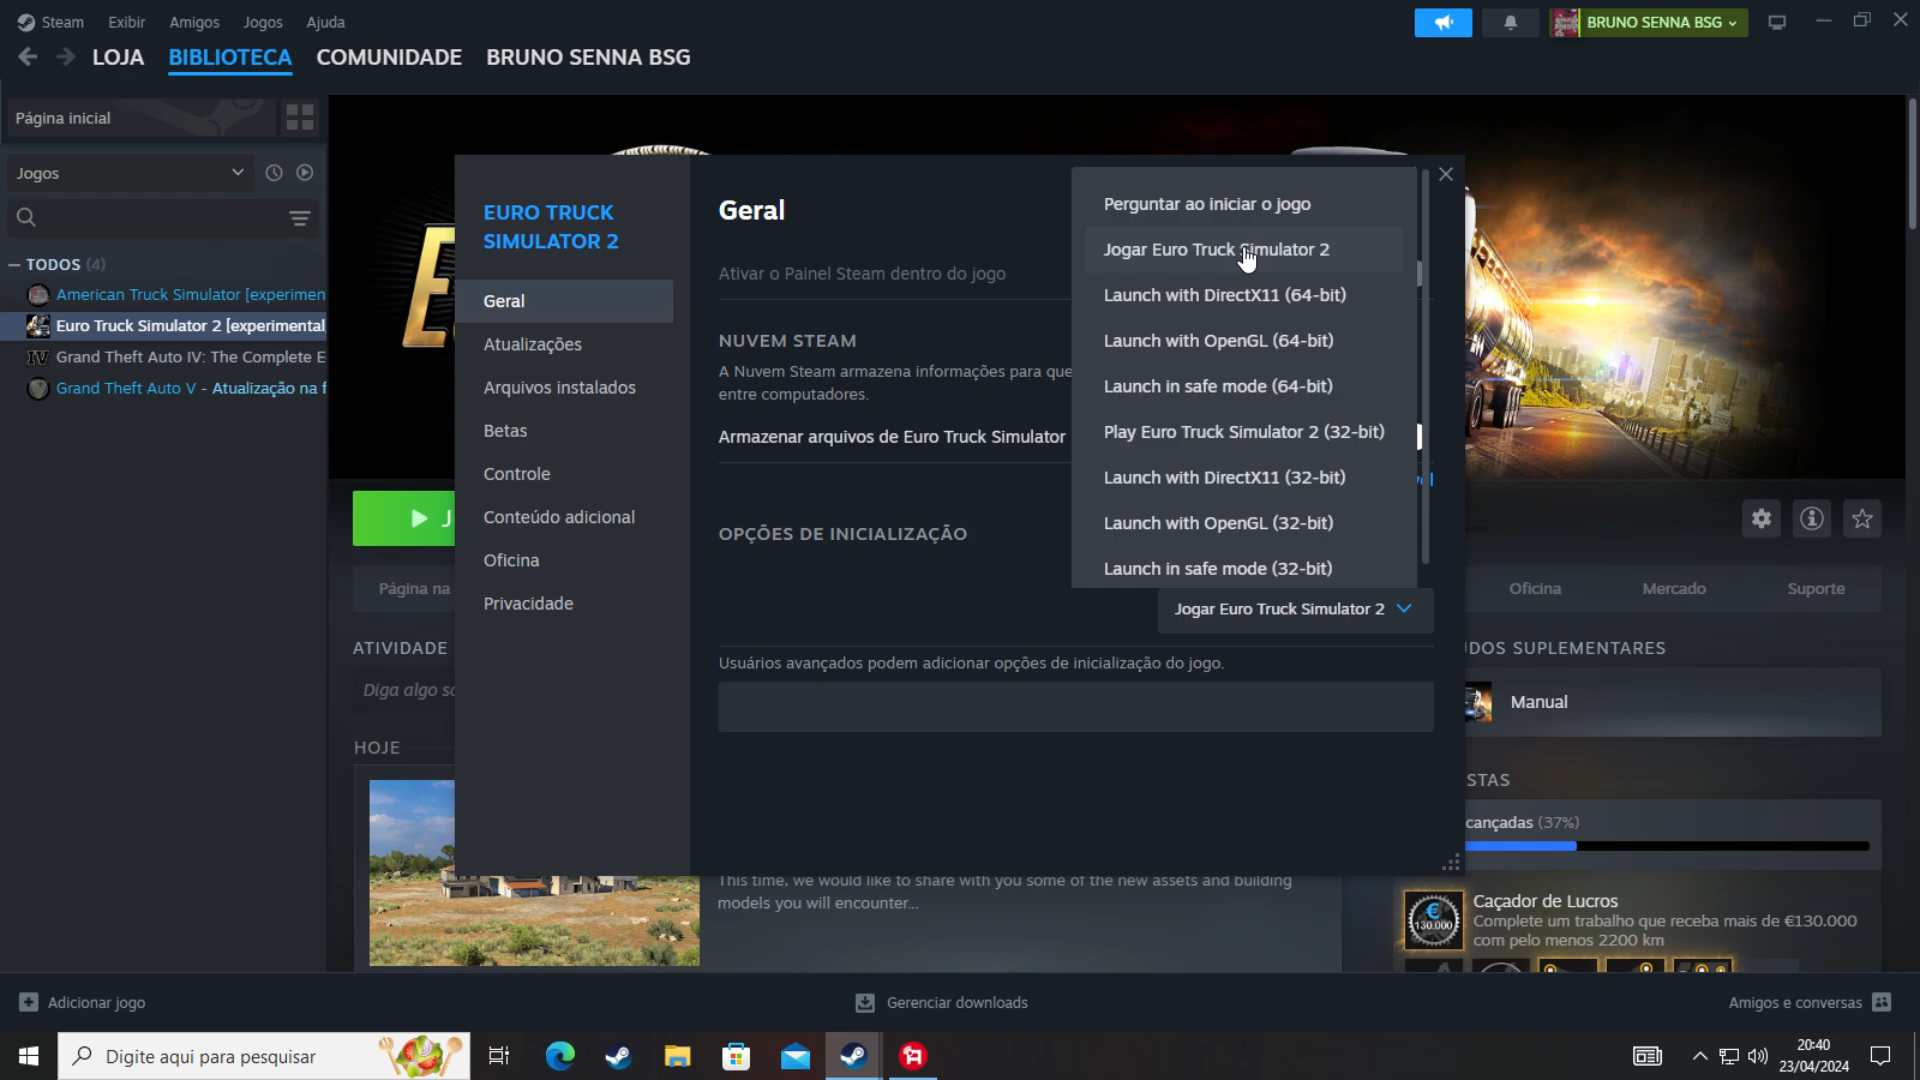 Steam Exibir Amigos Jogos Ajuda
BRUNO SENNA BSG
LOJA BIBLIOTECA COMUNIDADE BRUNO SENNA BSG
Página inicial
Jogos
TODOS (4)
American Truck Simulator [experimen
Euro Truck Simulator 2 [experimental
Grand Theft Auto IV: The Complete E
Grand Theft Auto V - Atualização na f
EURO TRUCK
SIMULATOR 2
Geral
Atualizações
Arquivos instalados
Betas
Controle
Conteúdo adicional
Oficina
Privacidade
Geral
Ativar o Painel Steam dentro do jogo
NUVEM STEAM
A Nuvem Steam armazena informações para que
entre computadores.
Armazenar arquivos de Euro Truck Simulator
OPÇÕES DE INICIALIZAÇÃO
Perguntar ao iniciar o jogo
Jogar Euro Truck Simulator 2
Launch with DirectX11 (64-bit)
Launch with OpenGL (64-bit)
Launch in safe mode (64-bit)
Play Euro Truck Simulator 2 (32-bit)
Launch with DirectX11 (32-bit)
Launch with OpenGL (32-bit)
Launch in safe mode (32-bit)
Jogar Euro Truck Simulator 2
Usuários avançados podem adicionar opções de inicialização do jogo.
Página na
Oficina Mercado Suporte
ATIVIDADE
Diga algo so
HOJE
This time, we would like to share with you some of the new assets and building
models you will encounter...
DOS SUPLEMENTARES
Manual
STAS
cançadas (37%)
130.000
Caçador de Lucros
Complete um trabalho que receba mais de €130.000
com pelo menos 2200 km
Adicionar jogo
Gerenciar downloads
Amigos e conversas
Digite aqui para pesquisar
20:40
23/04/2024